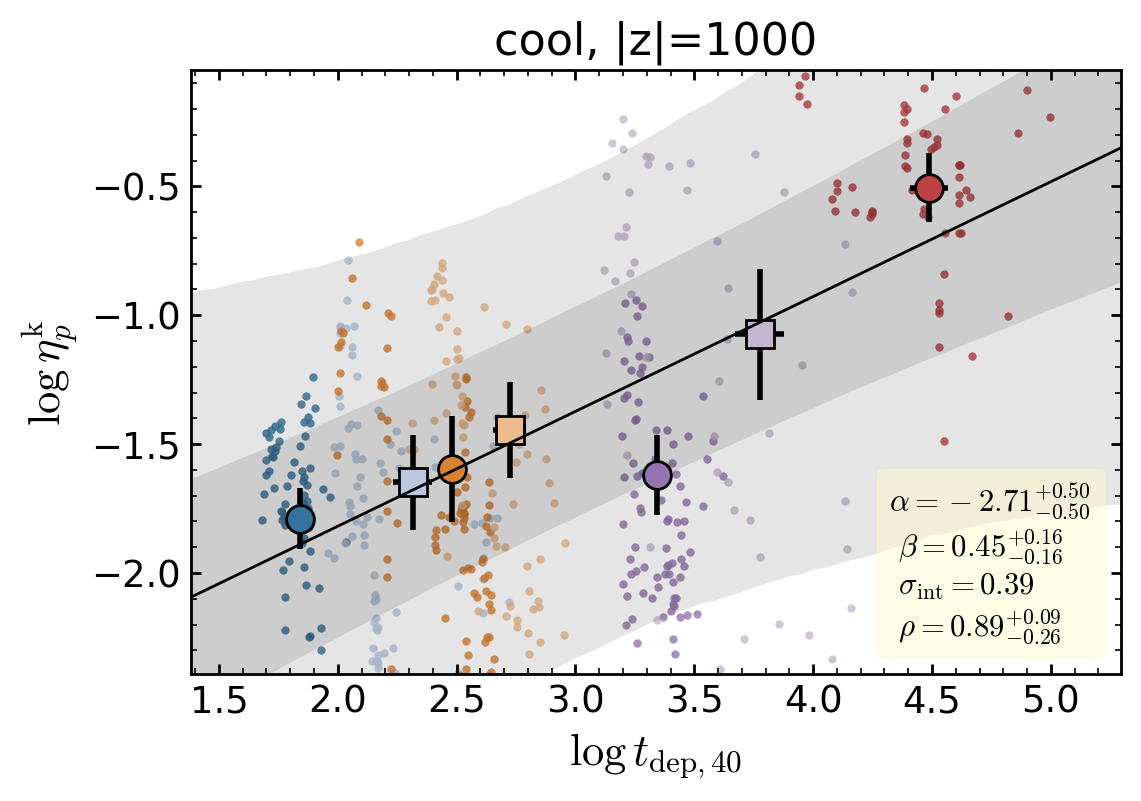 cool, |z|=1000
log η_p^k
−0.5
−1.0
−1.5
−2.0
α = −2.71^{+0.50}_{−0.50}
β = 0.45^{+0.16}_{−0.16}
σ_int = 0.39
ρ = 0.89^{+0.09}_{−0.26}
1.5 2.0 2.5 3.0 3.5 4.0 4.5 5.0
log t_{dep, 40}